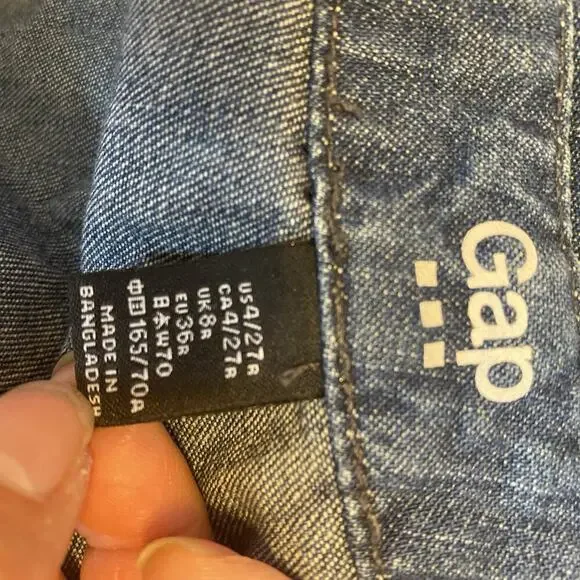 US4/27R
CA4/27R
UK8R
EU36R
日本W70
中国165/70A
MADE IN
BANGLADESH
Gap